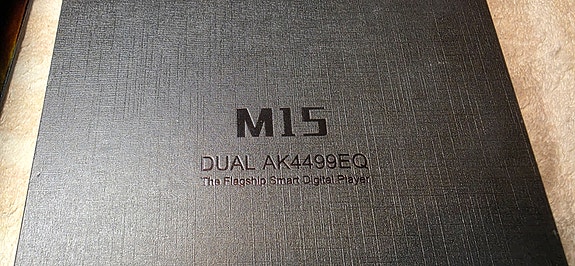 M15
DUAL AK4499EQ
The Flagship Smart Digital Player